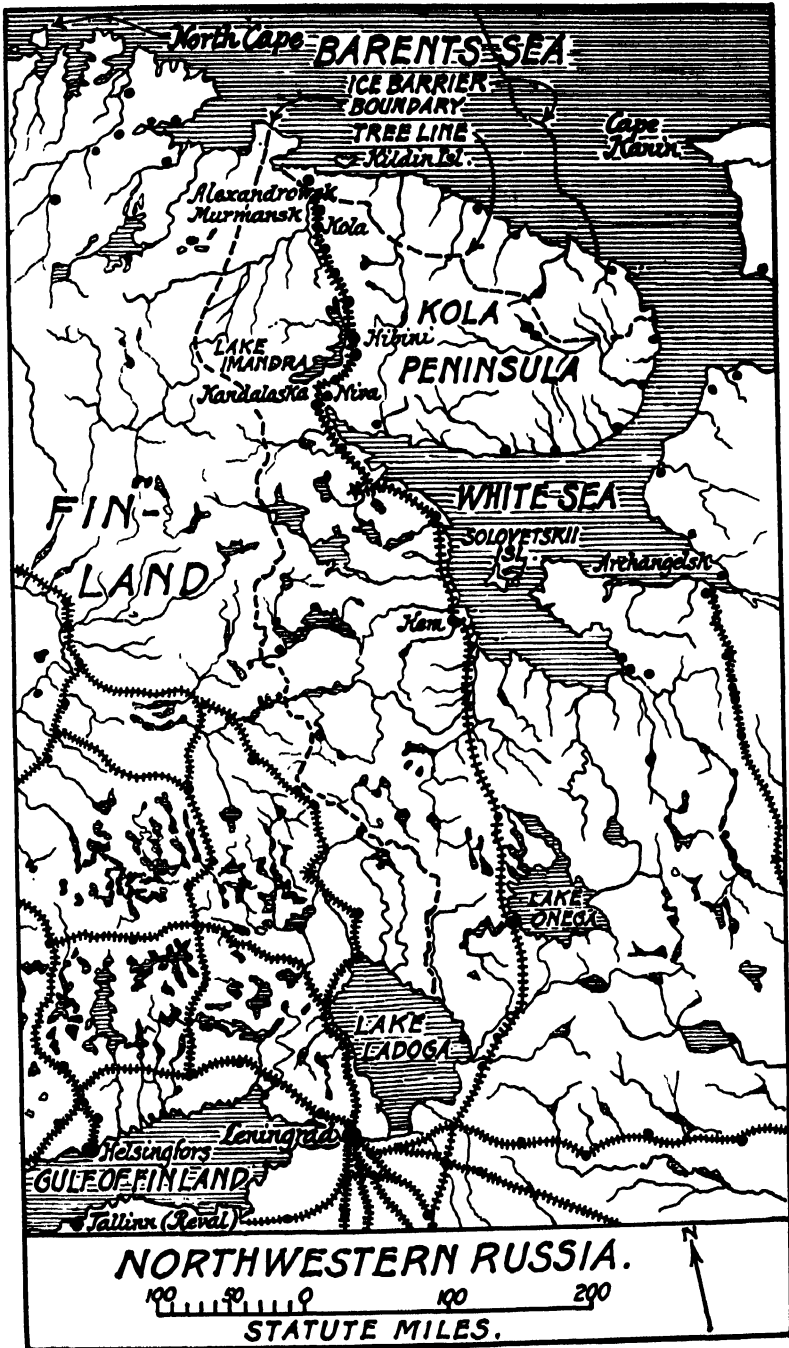 North Cape
BARENTS SEA
ICE BARRIER
BOUNDARY
TREE LINE
Kildin Isl.
Cape
Kanin
Alexandrowsk
Murmansk
Kola
KOLA
PENINSULA
Hibini
LAKE
IMANDRA
Kandalaska
Niva
FIN-
LAND
WHITE SEA
SOLOVETSKII
ISL.
Archangelsk
Kem
LAKE
ONEGA
LAKE
LADOGA
Leningrad
Helsingfors
GULF OF FINLAND
Tallinn (Reval)
NORTHWESTERN RUSSIA.
100 50 0 100 200
STATUTE MILES.
N